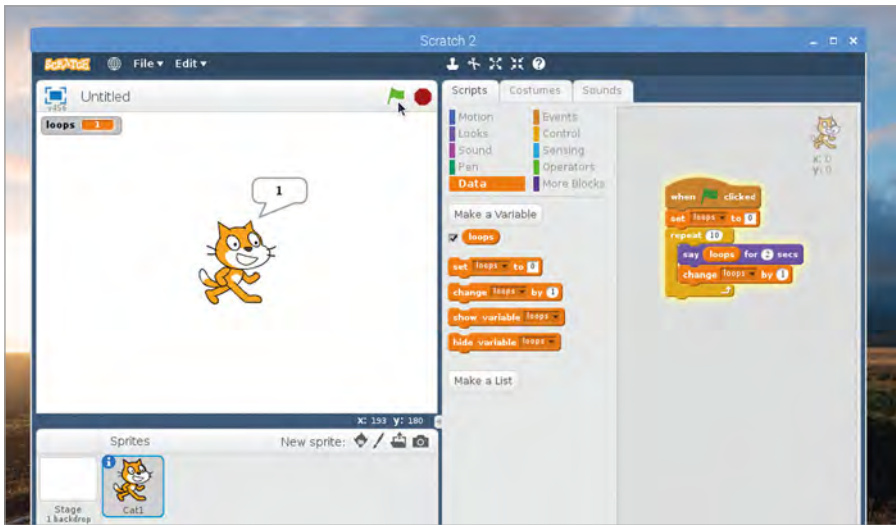 Scratch 2
SCRATCH File Edit
Untitled
v456
loops 1
1
Scripts Costumes Sounds
Motion Events
Looks Control
Sound Sensing
Pen Operators
Data More Blocks
Make a Variable
loops
set loops to 0
change loops by 1
show variable loops
hide variable loops
Make a List
x: 0
y: 0
when clicked
set loops to 0
repeat 10
say loops for 2 secs
change loops by 1
X: 193 y: 180
Sprites New sprite:
Stage
1 backdrop
Cat1